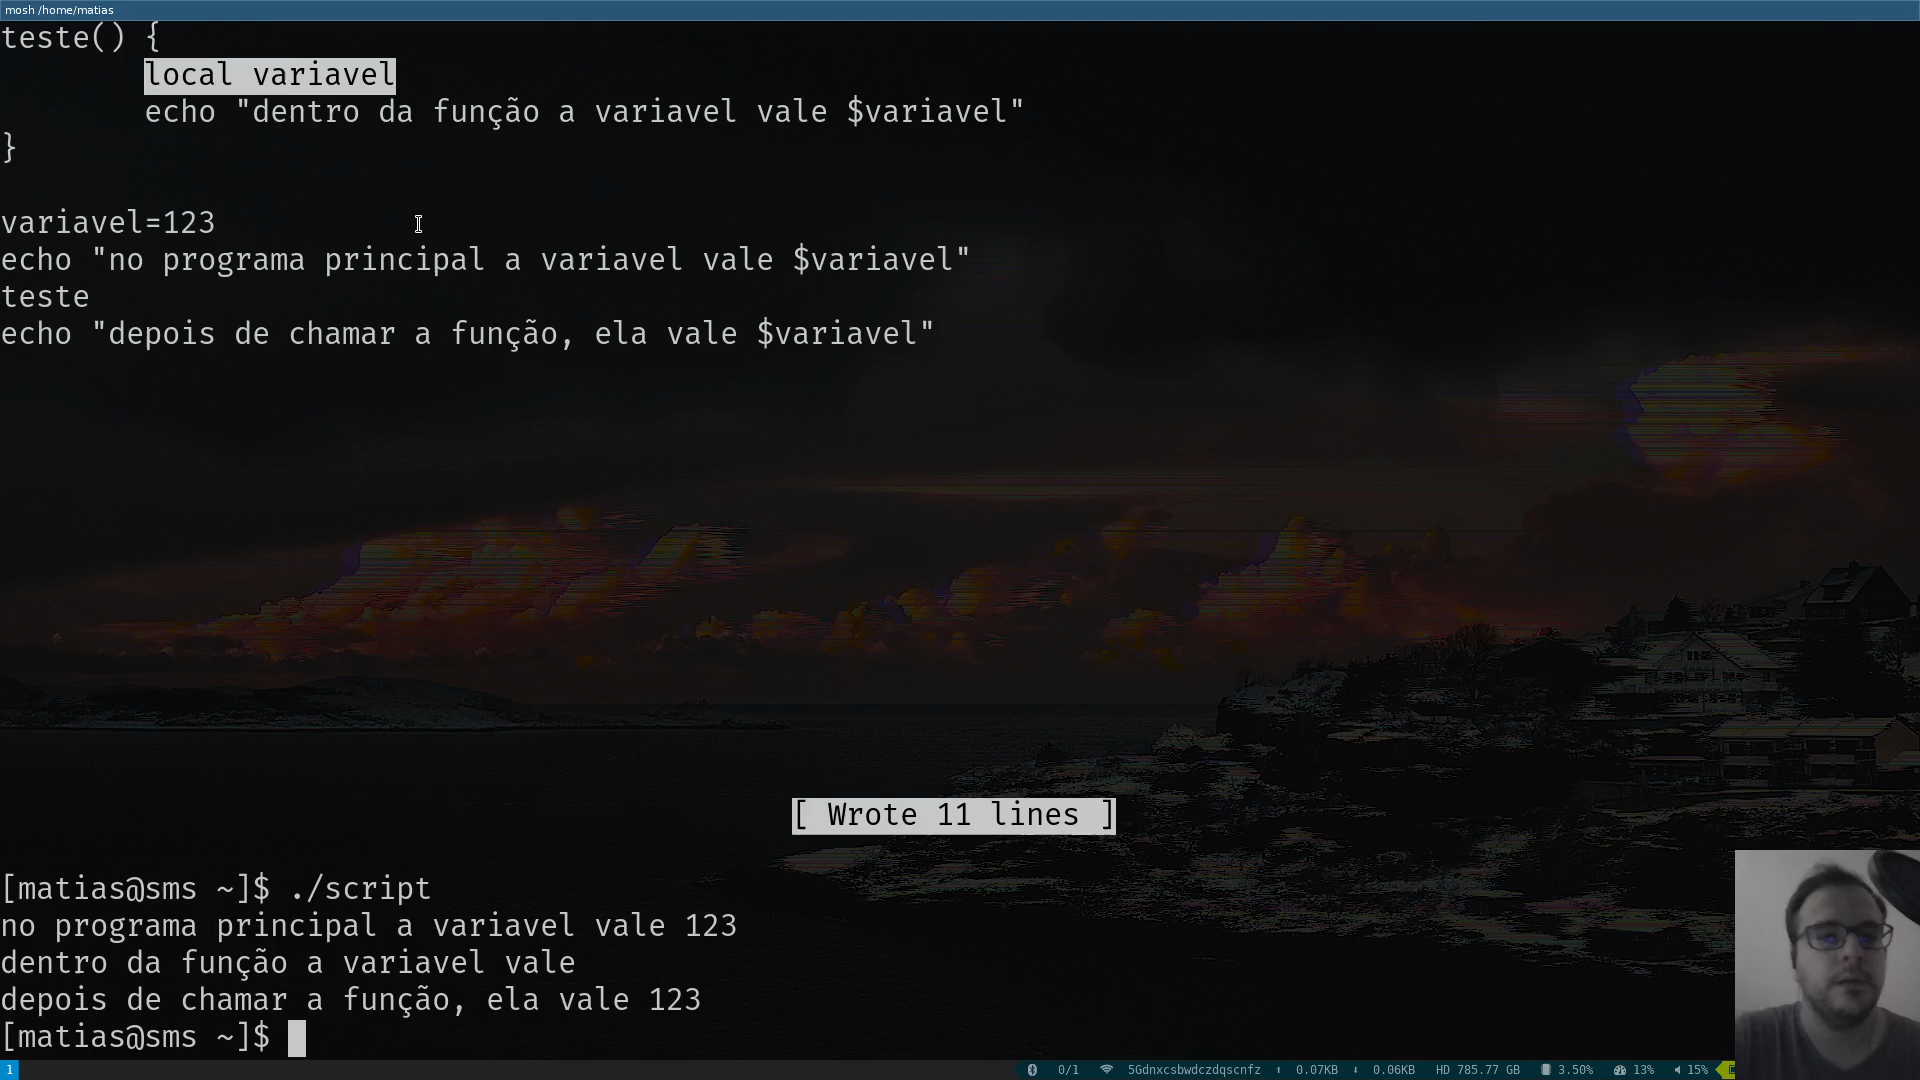 mosh /home/matias
teste() {
local variavel
echo "dentro da função a variavel vale $variavel"
}
variavel=123
echo "no programa principal a variavel vale $variavel"
teste
echo "depois de chamar a função, ela vale $variavel"
[ Wrote 11 lines ]
[matias@sms ~]$ ./script
no programa principal a variavel vale 123
dentro da função a variavel vale
depois de chamar a função, ela vale 123
[matias@sms ~]$
1 0/1 5Gdnxcsbwdczdqscnfz ↑ 0.07KB ↓ 0.06KB HD 785.77 GB 3.50% 13% 15%